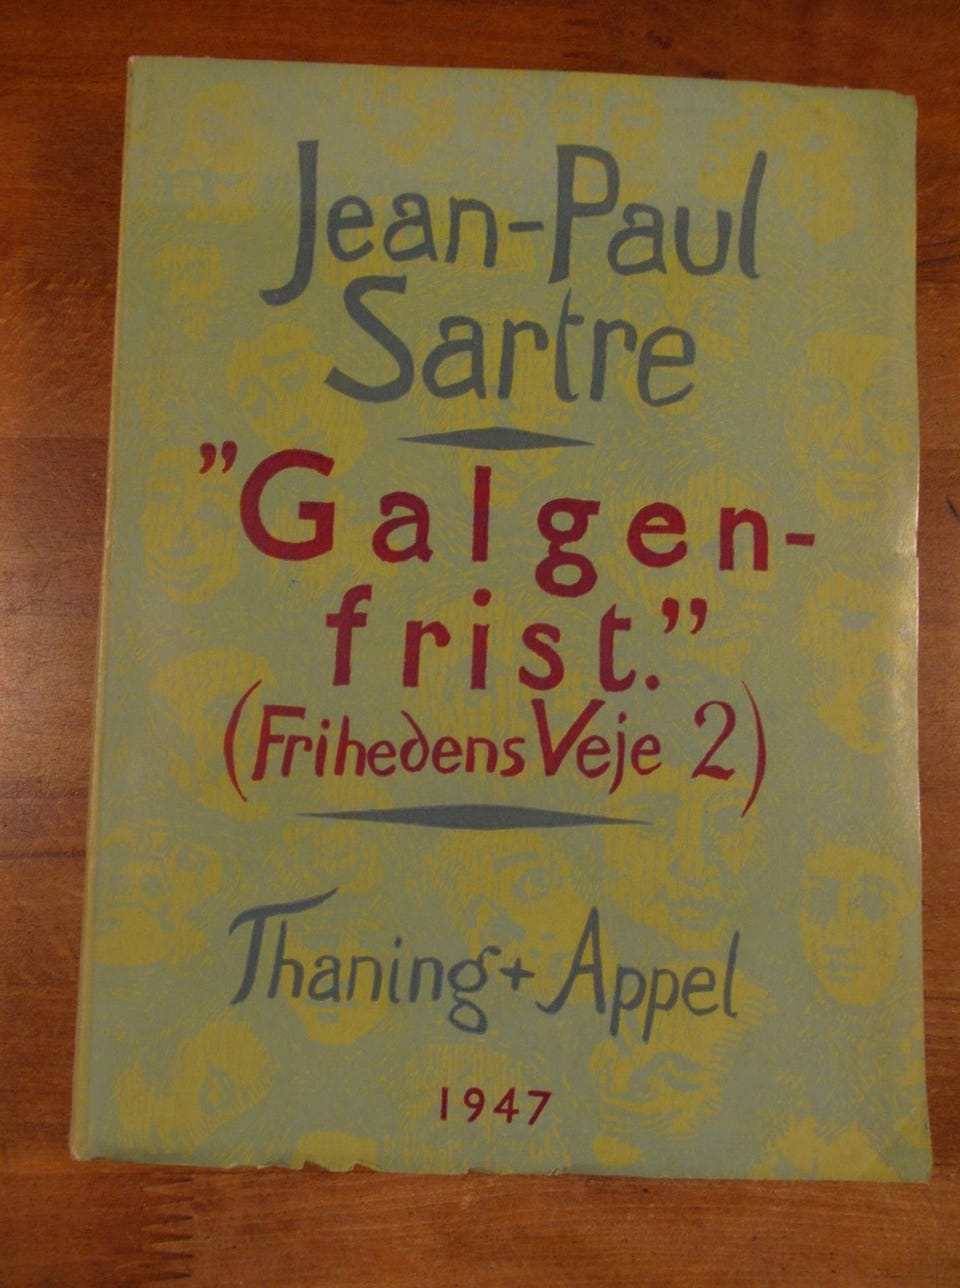 Jean-Paul
Sartre
”Galgen-
frist.”
(Frihedens Veje 2)
Thaning + Appel
1947